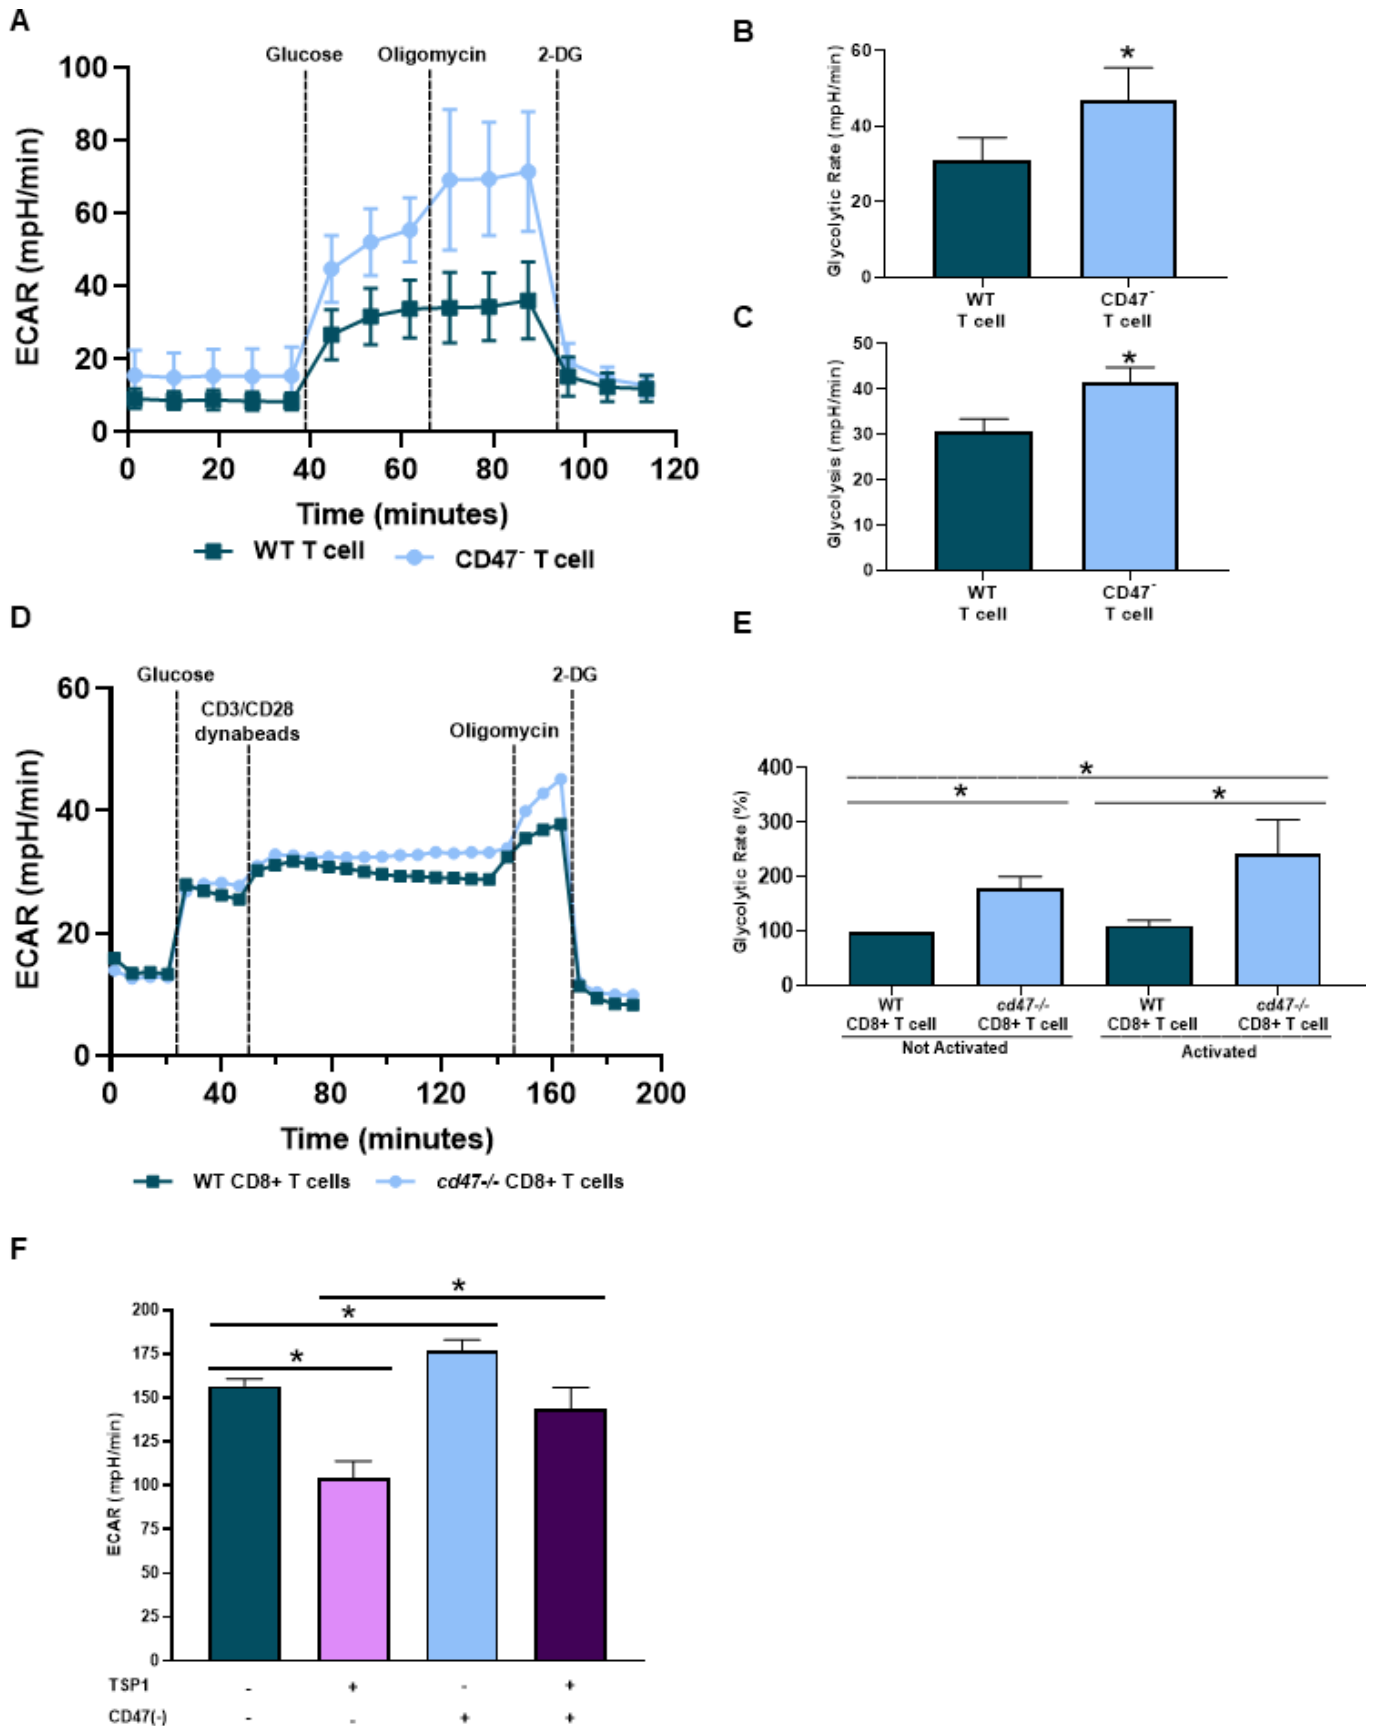 A
Glucose Oligomycin 2-DG
100
80
60
40
20
0
ECAR (mpH/min)
0 20 40 60 80 100 120
Time (minutes)
WT T cell CD47⁻ T cell
B
60
40
20
0
Glycolytic Rate (mpH/min)
*
WT CD47⁻
T cell T cell
C
50
40
30
20
10
0
Glycolysis (mpH/min)
*
WT CD47⁻
T cell T cell
D
Glucose 2-DG
CD3/CD28
dynabeads
Oligomycin
60
40
20
0
ECAR (mpH/min)
0 40 80 120 160 200
Time (minutes)
WT CD8+ T cells cd47-/- CD8+ T cells
E
400
300
200
100
0
Glycolytic Rate (%)
*
* *
WT cd47-/- WT cd47-/-
CD8+ T cell CD8+ T cell CD8+ T cell CD8+ T cell
Not Activated Activated
F
*
*
*
200
175
150
125
100
75
50
25
0
ECAR (mpH/min)
TSP1 - + - +
CD47(-) - - + +